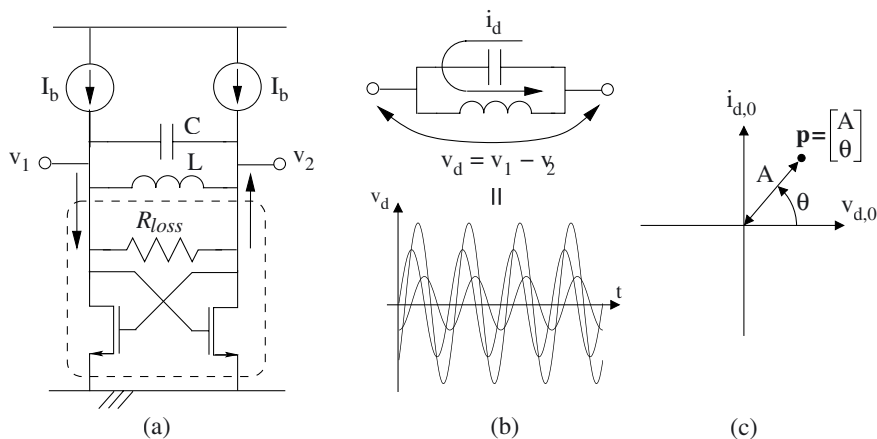 I_b
I_b
C
v_1
v_2
L
R_loss
(a)
i_d
v_d = v_1 − v_2
=
v_d
t
(b)
i_d,0
p=[A θ]
A
θ
v_d,0
(c)